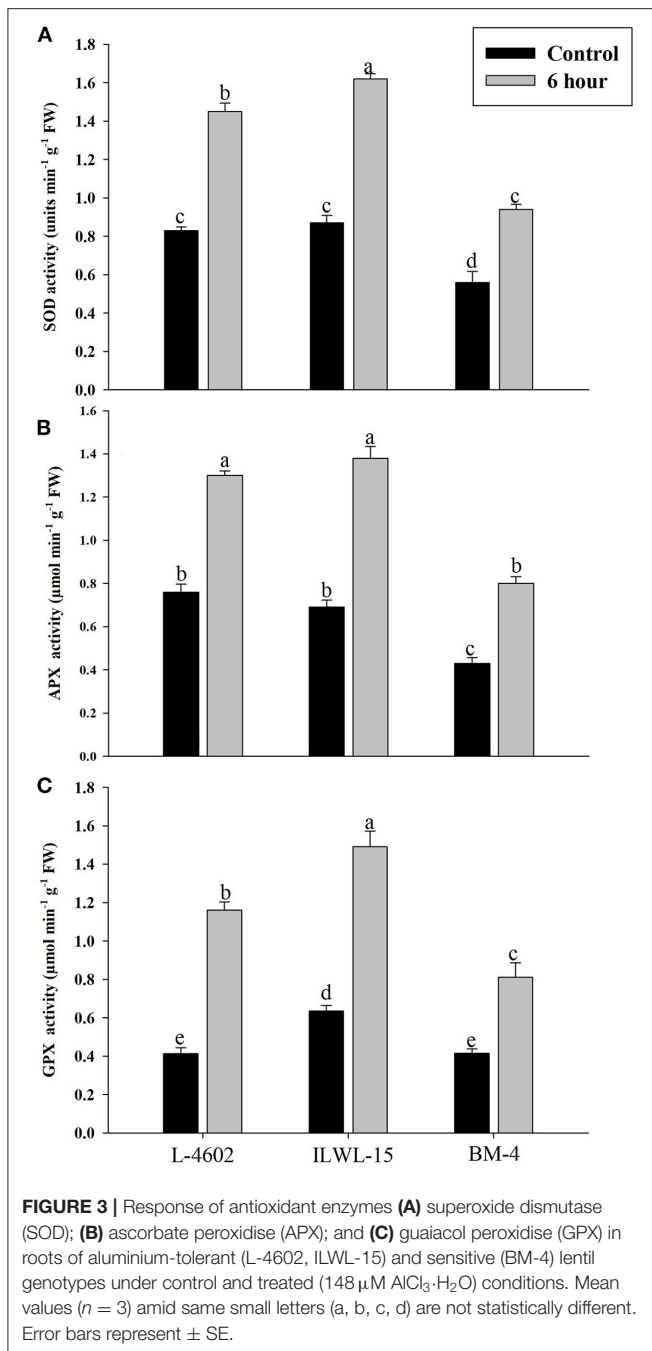 A
Control
6 hour
SOD activity (units min⁻¹ g⁻¹ FW)
1.8
1.6
1.4
1.2
1.0
0.8
0.6
0.4
0.2
0.0
c
b
c
a
d
c
B
APX activity (µmol min⁻¹ g⁻¹ FW)
1.6
1.4
1.2
1.0
0.8
0.6
0.4
0.2
0.0
b
a
b
a
c
b
C
GPX activity (µmol min⁻¹ g⁻¹ FW)
1.8
1.6
1.4
1.2
1.0
0.8
0.6
0.4
0.2
0.0
e
b
d
a
e
c
L-4602 ILWL-15 BM-4
FIGURE 3 | Response of antioxidant enzymes (A) superoxide dismutase
(SOD); (B) ascorbate peroxidise (APX); and (C) guaiacol peroxidise (GPX) in
roots of aluminium-tolerant (L-4602, ILWL-15) and sensitive (BM-4) lentil
genotypes under control and treated (148 µM AlCl₃·H₂O) conditions. Mean
values (n = 3) amid same small letters (a, b, c, d) are not statistically different.
Error bars represent ± SE.